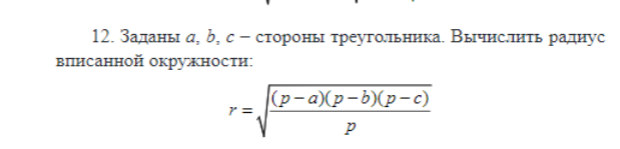 12. Заданы a, b, c – стороны треугольника. Вычислить радиус
вписанной окружности:
r = √((p – a)(p – b)(p – c) / p)